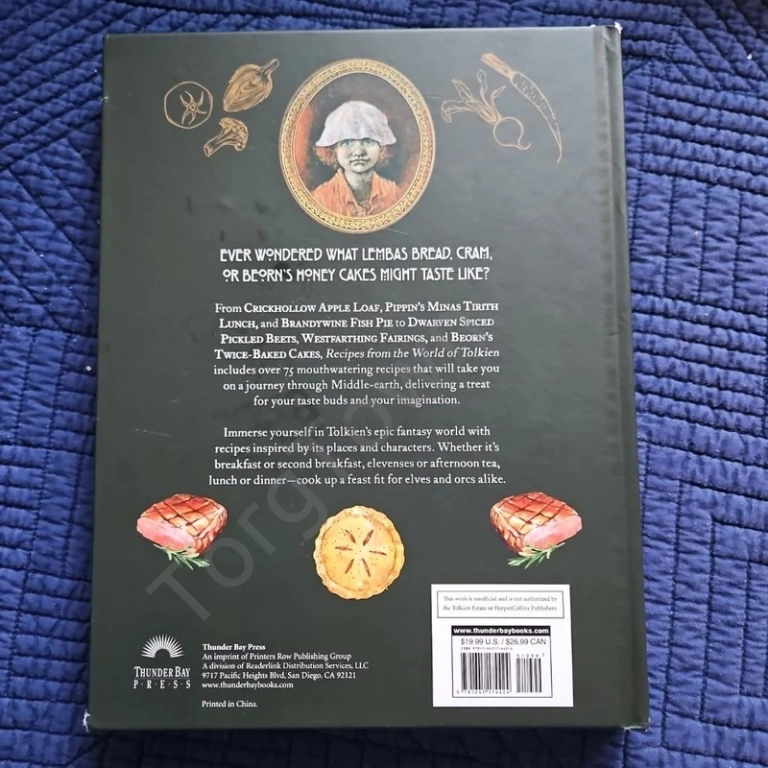 EVER WONDERED WHAT LEMBAS BREAD, CRAM,
OR BEORN'S HONEY CAKES MIGHT TASTE LIKE?
From CRICKHOLLOW APPLE LOAF, PIPPIN'S MINAS TIRITH
LUNCH, and BRANDYWINE FISH PIE to DWARVEN SPICED
PICKLED BEETS, WESTFARTHING FAIRINGS, and BEORN'S
TWICE-BAKED CAKES, Recipes from the World of Tolkien
includes over 75 mouthwatering recipes that will take you
on a journey through Middle-earth, delivering a treat
for your taste buds and your imagination.
Immerse yourself in Tolkien's epic fantasy world with
recipes inspired by its places and characters. Whether it's
breakfast or second breakfast, elevenses or afternoon tea,
lunch or dinner—cook up a feast fit for elves and orcs alike.
This work is unofficial and is not authorized by
the Tolkien Estate or HarperCollins Publishers.
www.thunderbaybooks.com
$19.99 U.S. / $26.99 CAN
THUNDER BAY
P·R·E·S·S
Thunder Bay Press
An imprint of Printers Row Publishing Group
A division of Readerlink Distribution Services, LLC
9717 Pacific Heights Blvd, San Diego, CA 92121
www.thunderbaybooks.com
Printed in China.